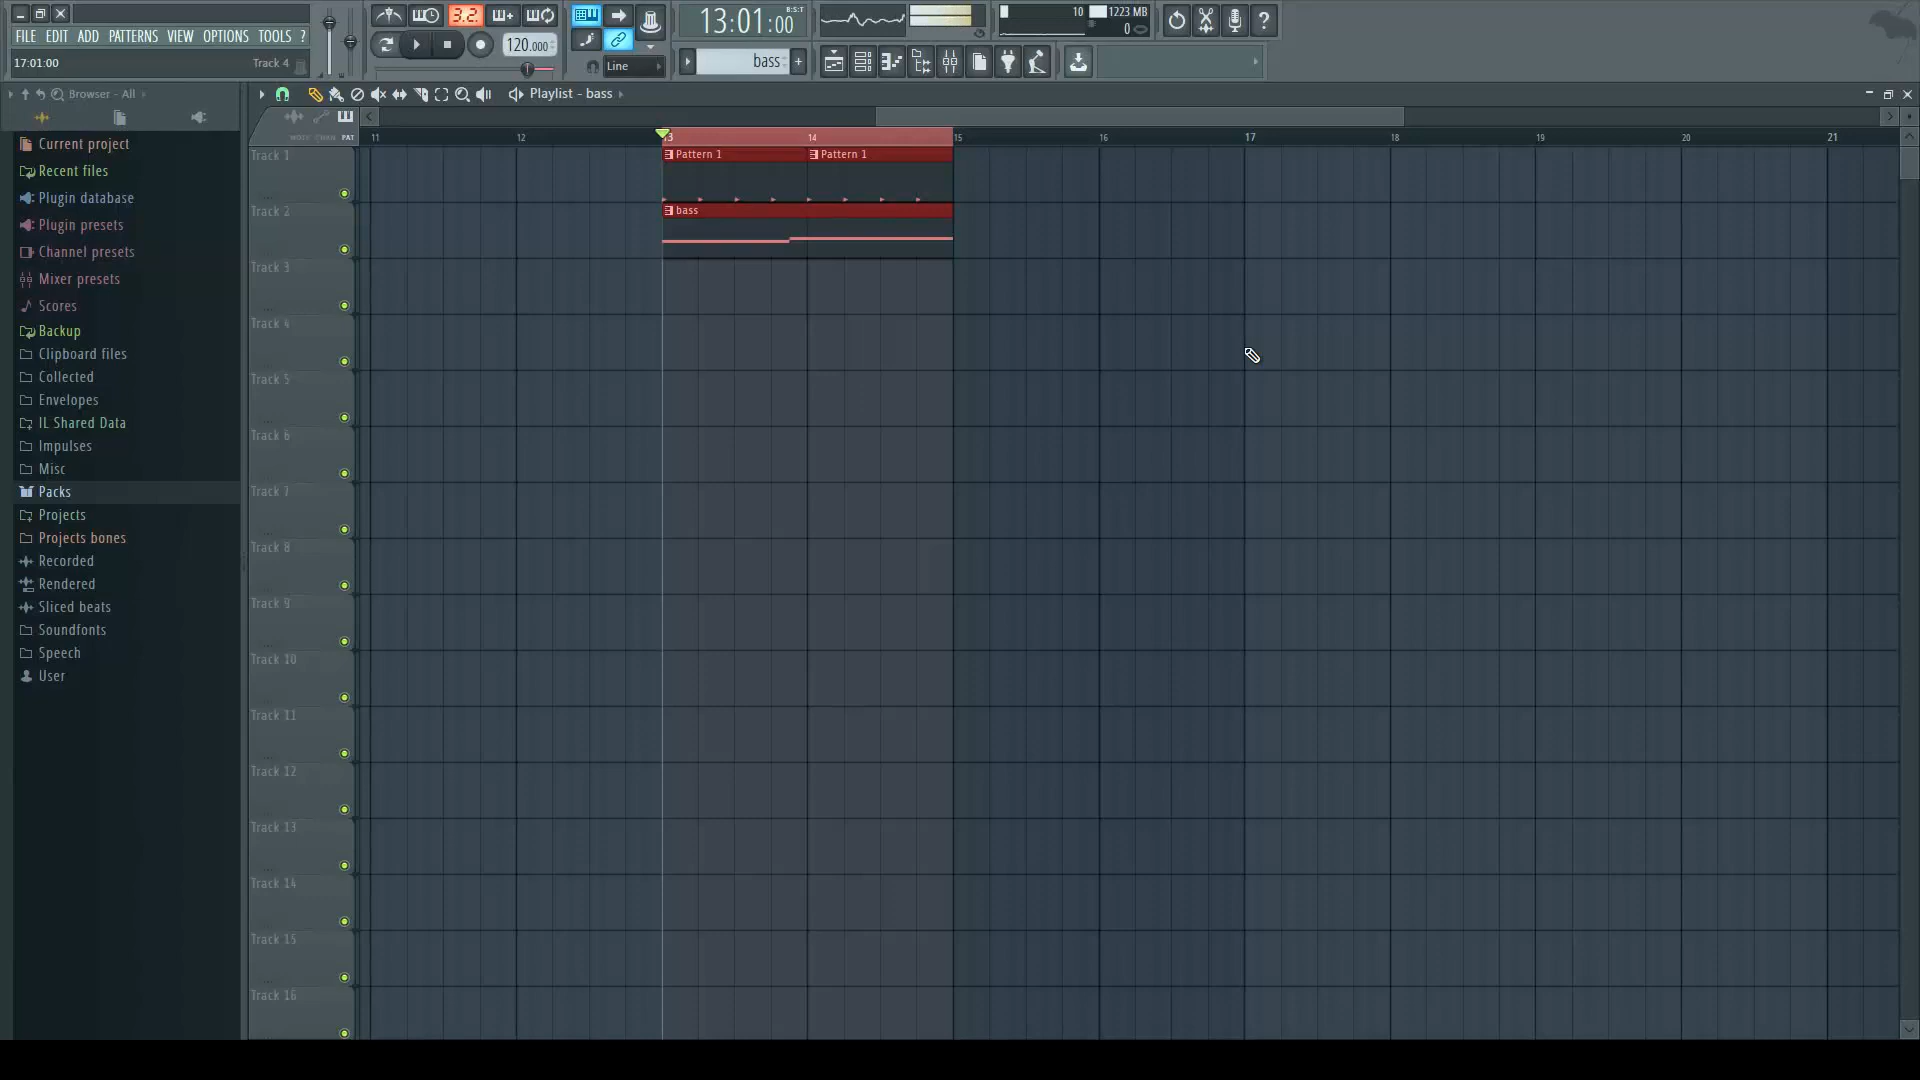 3.2.
13:01:00
B:S:T
10
1223 MB
0
FILE EDIT ADD PATTERNS VIEW OPTIONS TOOLS ?
120.000
17:01:00 Track 4
Line
bass
Browser - All
Playlist - bass
NOTE CHAN PAT
11 12 13 14 15 16 17 18 19 20 21
Current project
Recent files
Plugin database
Plugin presets
Channel presets
Mixer presets
Scores
Backup
Clipboard files
Collected
Envelopes
IL Shared Data
Impulses
Misc
Packs
Projects
Projects bones
Recorded
Rendered
Sliced beats
Soundfonts
Speech
User
Track 1
Pattern 1 Pattern 1
Track 2
bass
Track 3
Track 4
Track 5
Track 6
Track 7
Track 8
Track 9
Track 10
Track 11
Track 12
Track 13
Track 14
Track 15
Track 16